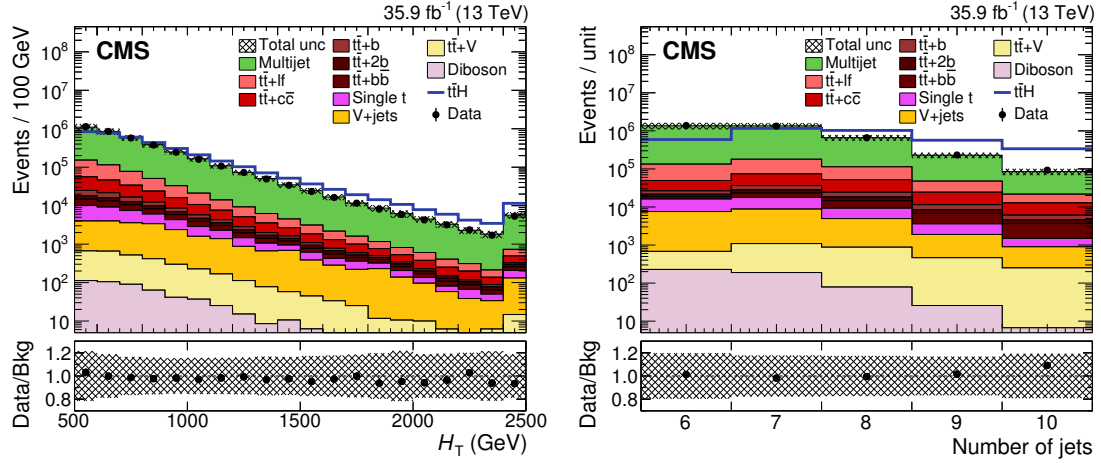 35.9 fb⁻¹ (13 TeV)
CMS
Total unc
Multijet
tt̄+lf
tt̄+cc̄
tt̄+b
tt̄+2b
tt̄+bb̄
Single t
V+jets
tt̄+V
Diboson
tt̄H
Data
Events / 100 GeV
10⁸
10⁷
10⁶
10⁵
10⁴
10³
10²
10
Data/Bkg
1.2
1.0
0.8
500 1000 1500 2000 2500
H_T (GeV)
35.9 fb⁻¹ (13 TeV)
CMS
Total unc
Multijet
tt̄+lf
tt̄+cc̄
tt̄+b
tt̄+2b
tt̄+bb̄
Single t
V+jets
tt̄+V
Diboson
tt̄H
Data
Events / unit
10⁸
10⁷
10⁶
10⁵
10⁴
10³
10²
10
Data/Bkg
1.2
1.0
0.8
6 7 8 9 10
Number of jets